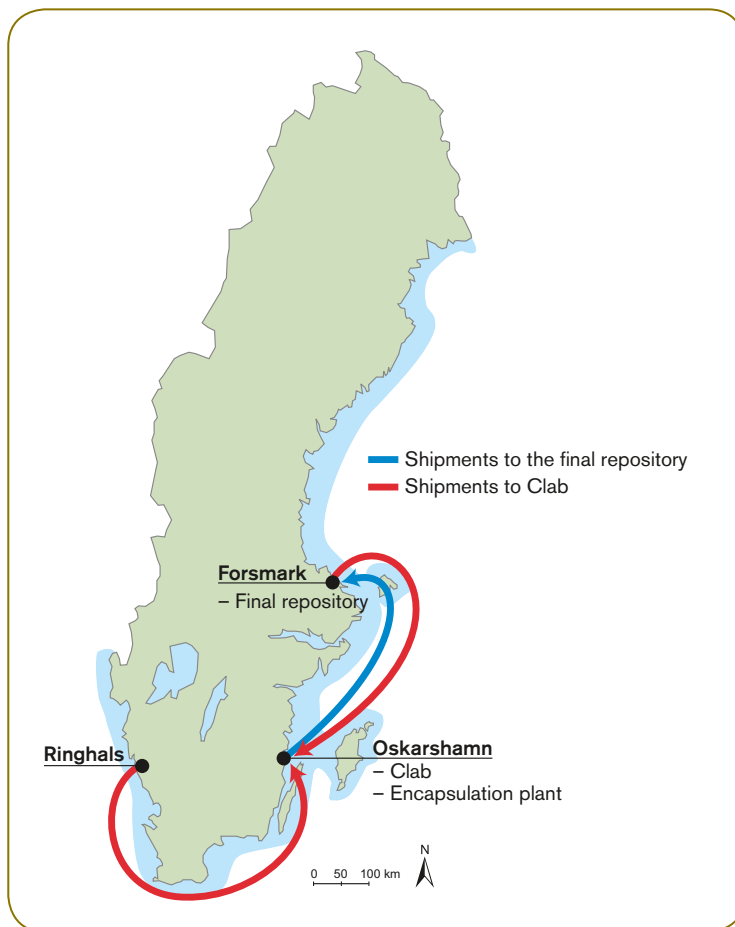 Shipments to the final repository
Shipments to Clab
Forsmark
– Final repository
Ringhals
Oskarshamn
– Clab
– Encapsulation plant
N
0 50 100 km